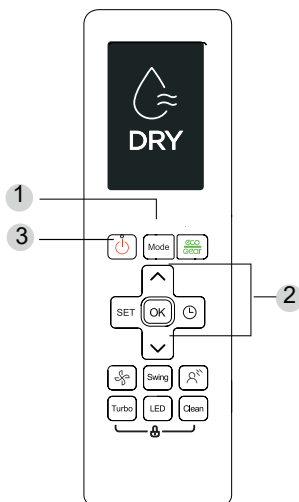 DRY
1
3
Mode
eco
Gear
2
SET
OK
Swing
Turbo
LED
Clean